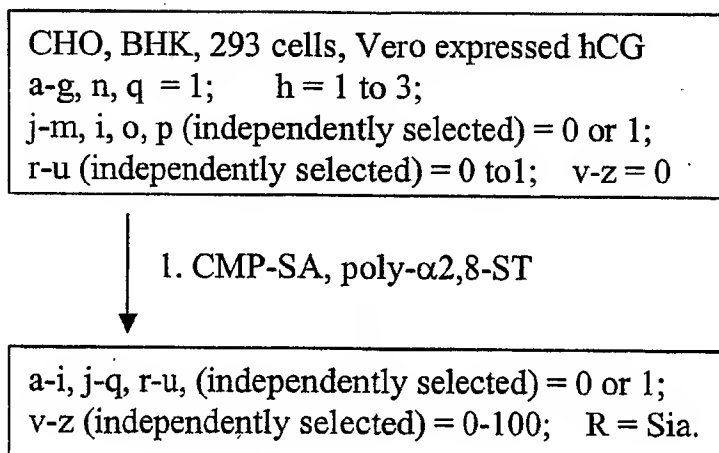 CHO, BHK, 293 cells, Vero expressed hCG
a-g, n, q = 1; h = 1 to 3;
j-m, i, o, p (independently selected) = 0 or 1;
r-u (independently selected) = 0 to1; v-z = 0
1. CMP-SA, poly-α2,8-ST
a-i, j-q, r-u, (independently selected) = 0 or 1;
v-z (independently selected) = 0-100; R = Sia.